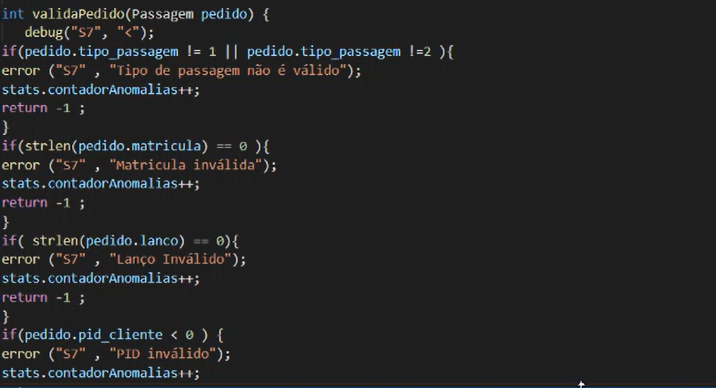 int validaPedido(Passagem pedido) {
debug("S7", "<");
if(pedido.tipo_passagem != 1 || pedido.tipo_passagem !=2 ){
error ("S7" , "Tipo de passagem não é válido");
stats.contadorAnomalias++;
return -1 ;
}
if(strlen(pedido.matricula) == 0 ){
error ("S7" , "Matricula inválida");
stats.contadorAnomalias++;
return -1 ;
}
if( strlen(pedido.lanco) == 0){
error ("S7" , "Lanço Inválido");
stats.contadorAnomalias++;
return -1 ;
}
if(pedido.pid_cliente < 0 ) {
error ("S7" , "PID inválido");
stats.contadorAnomalias++;